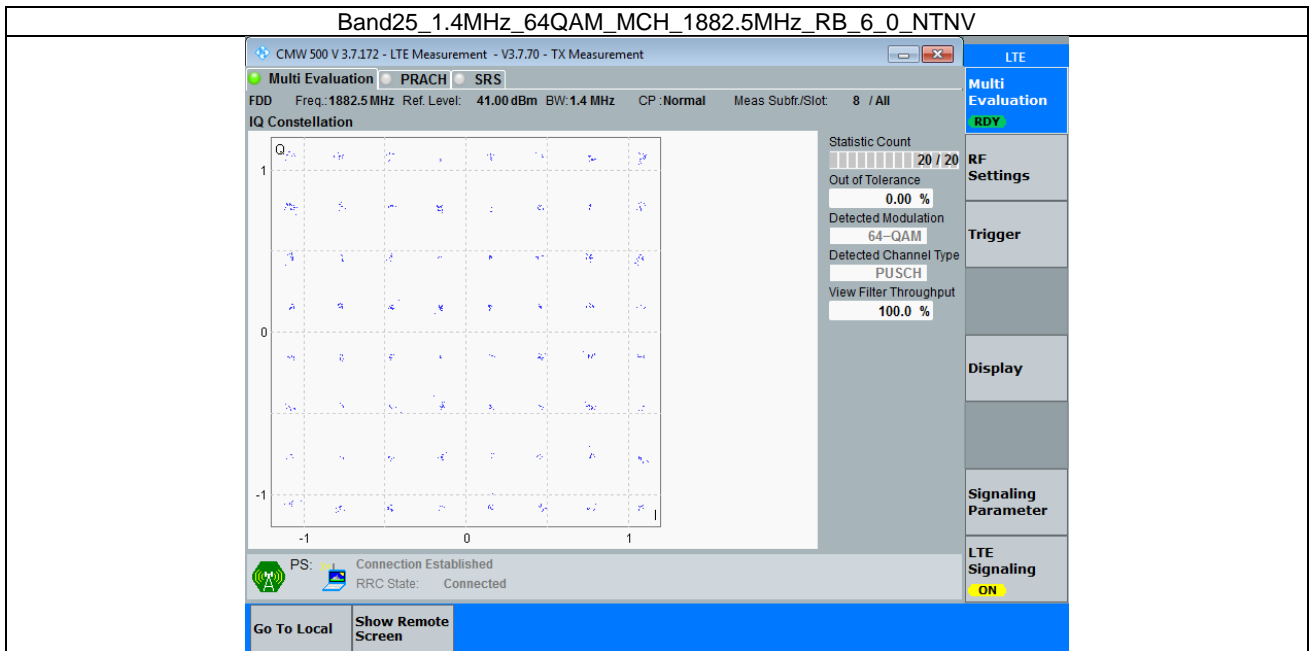 Band25_1.4MHz_64QAM_MCH_1882.5MHz_RB_6_0_NTNV
CMW 500 V 3.7.172 - LTE Measurement - V3.7.70 - TX Measurement
LTE
Multi Evaluation PRACH SRS
Multi
Evaluation
RDY
FDD Freq.:1882.5 MHz Ref. Level: 41.00 dBm BW:1.4 MHz CP :Normal Meas Subfr./Slot: 8 / All
IQ Constellation
Q
1
0
-1
-1 0 1
I
Statistic Count
20 / 20
Out of Tolerance
0.00 %
Detected Modulation
64-QAM
Detected Channel Type
PUSCH
View Filter Throughput
100.0 %
RF
Settings
Trigger
Display
Signaling
Parameter
LTE
Signaling
ON
PS: Connection Established
RRC State: Connected
Go To Local
Show Remote
Screen